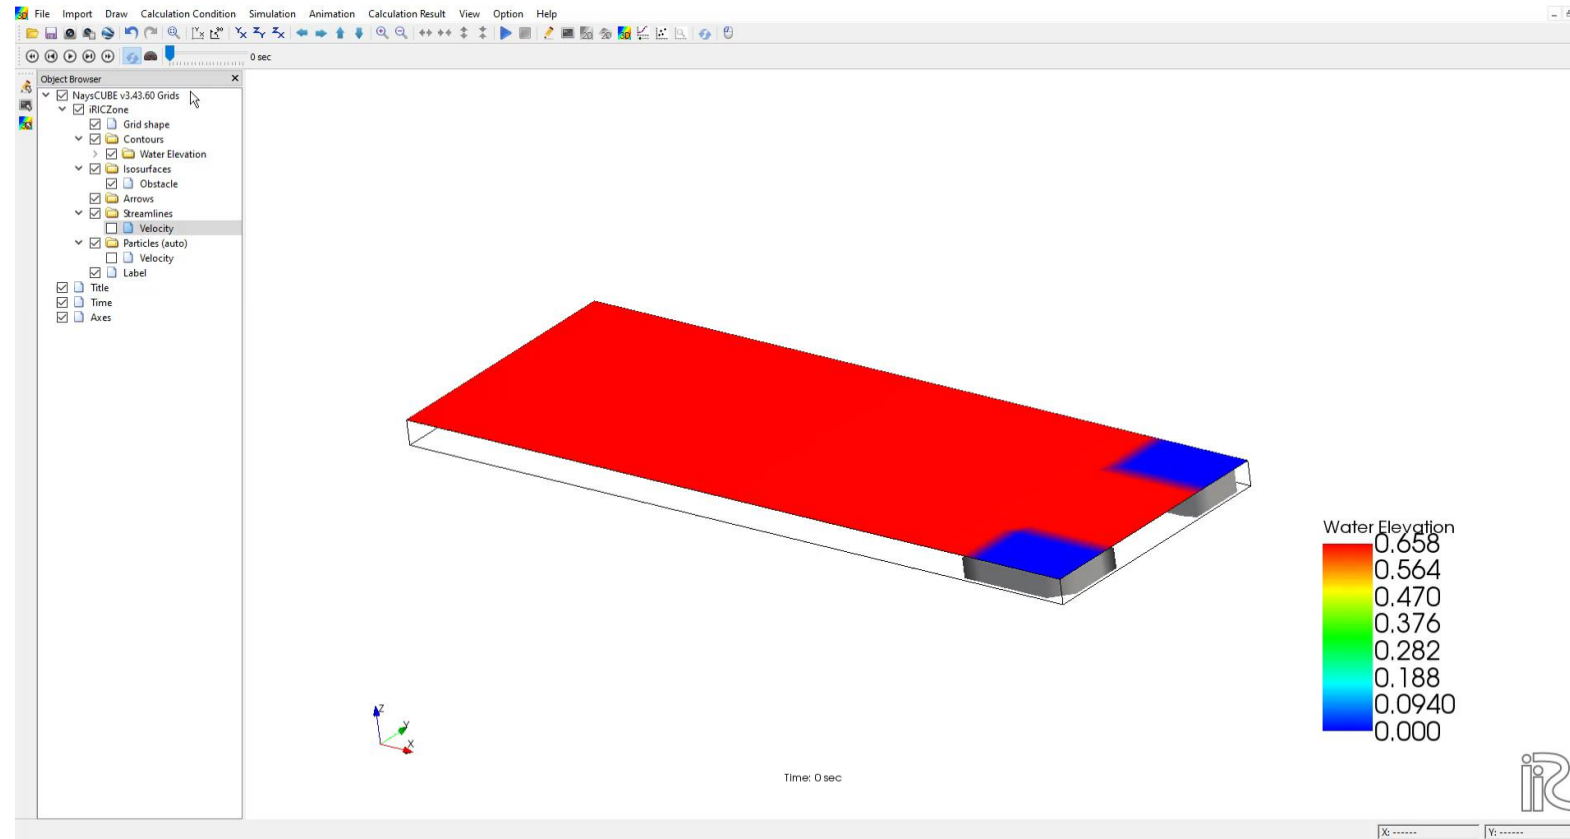 File Import Draw Calculation Condition Simulation Animation Calculation Result View Option Help
0 sec
Object Browser
NaysCUBE v3.43.60 Grids
iRICZone
Grid shape
Contours
Water Elevation
Isosurfaces
Obstacle
Arrows
Streamlines
Velocity
Particles (auto)
Velocity
Label
Title
Time
Axes
Water Elevation
0.658
0.564
0.470
0.376
0.282
0.188
0.0940
0.000
Z
Y
X
Time: 0 sec
X: ------
Y: ------